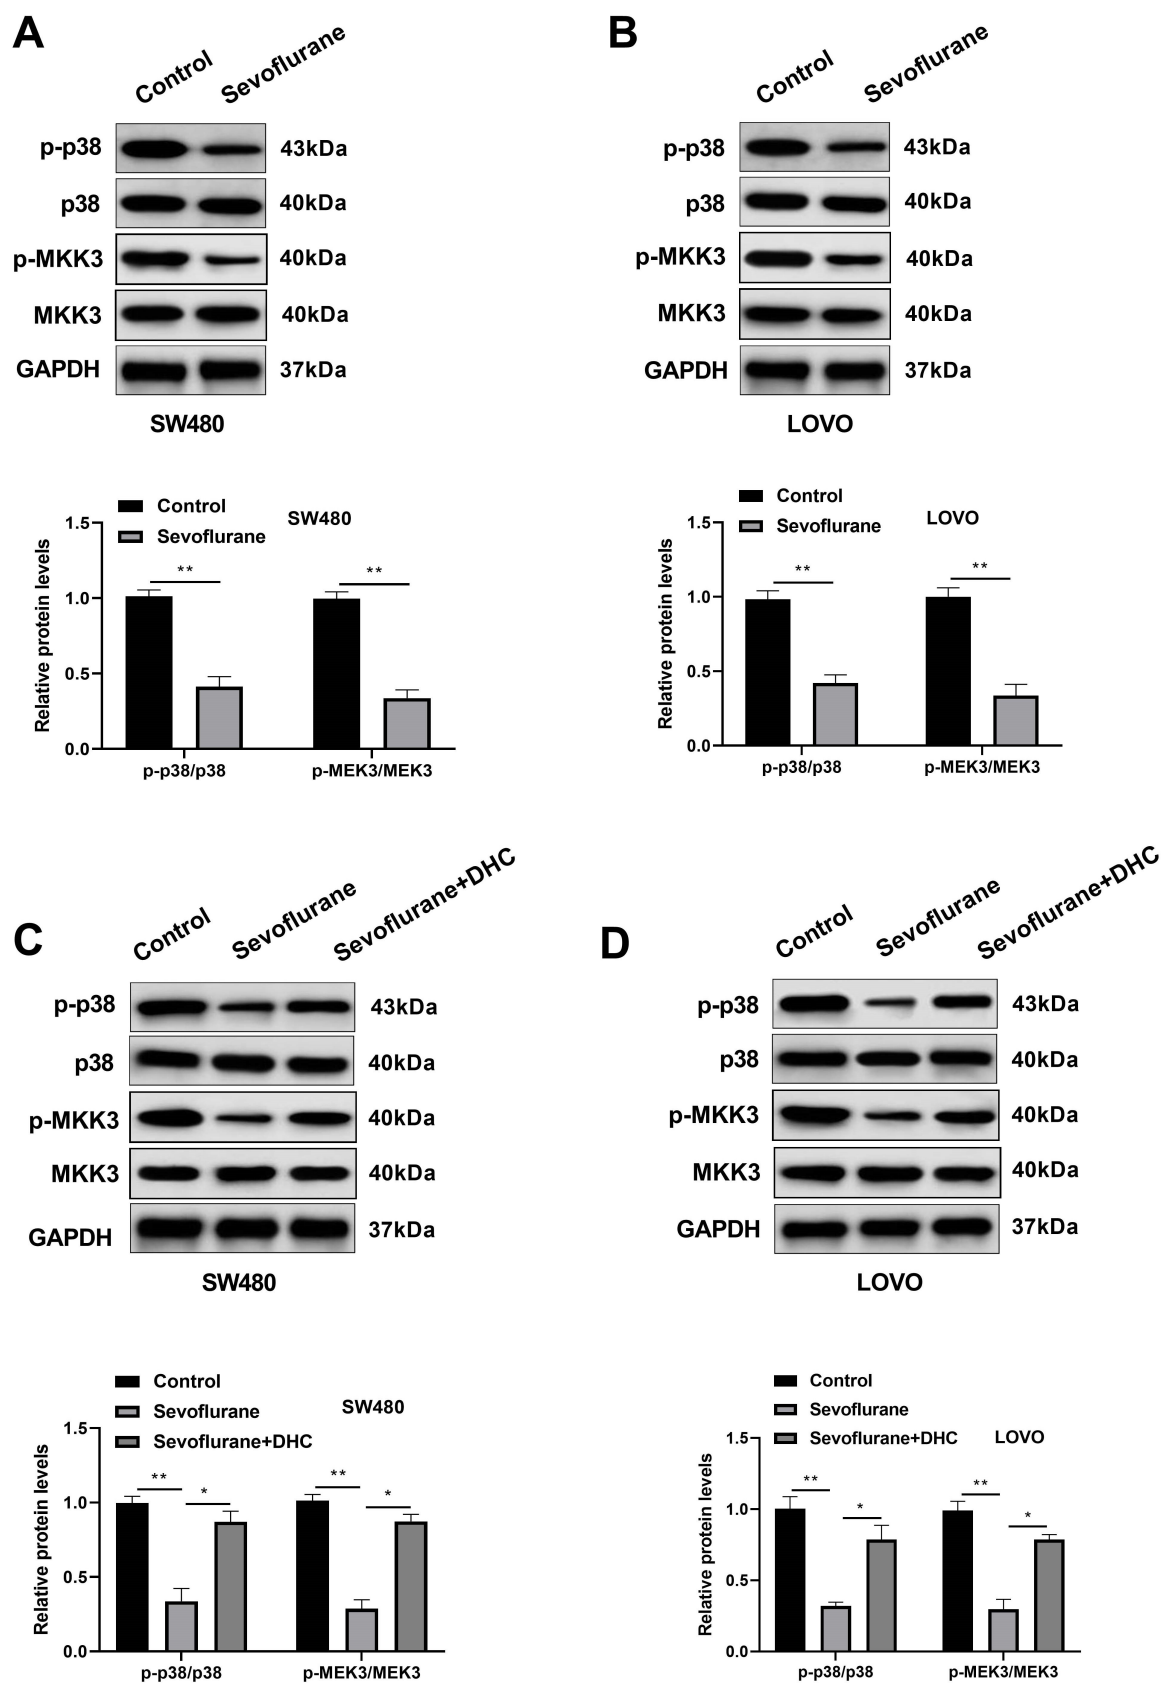 A
Control
Sevoflurane
p-p38
43kDa
p38
40kDa
p-MKK3
40kDa
MKK3
40kDa
GAPDH
37kDa
SW480
Control
Sevoflurane
SW480
Relative protein levels
1.5
1.0
0.5
0.0
**
**
p-p38/p38
p-MEK3/MEK3
B
Control
Sevoflurane
p-p38
43kDa
p38
40kDa
p-MKK3
40kDa
MKK3
40kDa
GAPDH
37kDa
LOVO
Control
Sevoflurane
LOVO
Relative protein levels
1.5
1.0
0.5
0.0
**
**
p-p38/p38
p-MEK3/MEK3
C
Control
Sevoflurane
Sevoflurane+DHC
p-p38
43kDa
p38
40kDa
p-MKK3
40kDa
MKK3
40kDa
GAPDH
37kDa
SW480
Control
Sevoflurane
Sevoflurane+DHC
SW480
Relative protein levels
1.5
1.0
0.5
0.0
**
*
**
*
p-p38/p38
p-MEK3/MEK3
D
Control
Sevoflurane
Sevoflurane+DHC
p-p38
43kDa
p38
40kDa
p-MKK3
40kDa
MKK3
40kDa
GAPDH
37kDa
LOVO
Control
Sevoflurane
Sevoflurane+DHC
LOVO
Relative protein levels
1.5
1.0
0.5
0.0
**
*
**
*
p-p38/p38
p-MEK3/MEK3